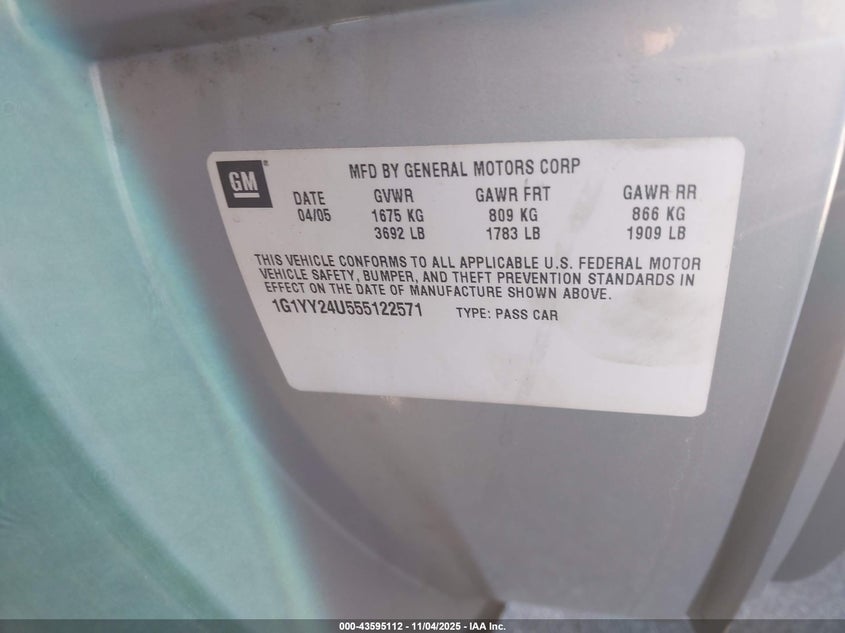 GM®
MFD BY GENERAL MOTORS CORP
DATE GVWR GAWR FRT GAWR RR
04/05 1675 KG 809 KG 866 KG
3692 LB 1783 LB 1909 LB
THIS VEHICLE CONFORMS TO ALL APPLICABLE U.S. FEDERAL MOTOR
VEHICLE SAFETY, BUMPER, AND THEFT PREVENTION STANDARDS IN
EFFECT ON THE DATE OF MANUFACTURE SHOWN ABOVE.
1G1YY24U555122571 TYPE: PASS CAR
000-43595112 - 11/04/2025 - IAA Inc.